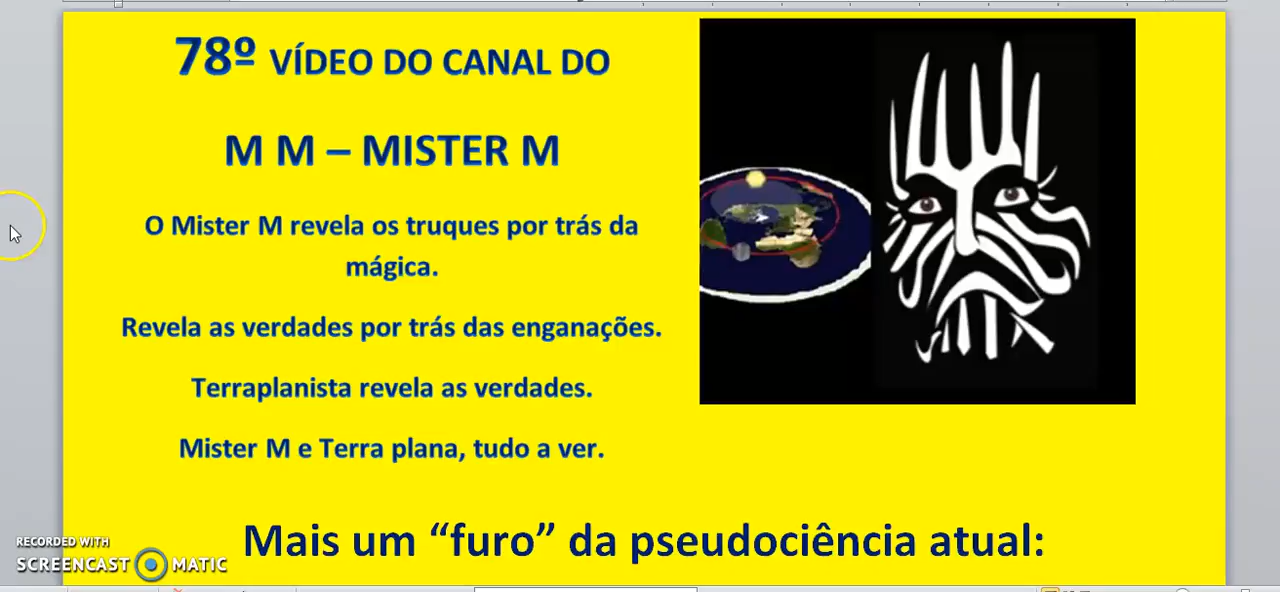 78º VÍDEO DO CANAL DO
M M – MISTER M
O Mister M revela os truques por trás da
mágica.
Revela as verdades por trás das enganações.
Terraplanista revela as verdades.
Mister M e Terra plana, tudo a ver.
Mais um “furo” da pseudociência atual:
RECORDED WITH
SCREENCAST MATIC